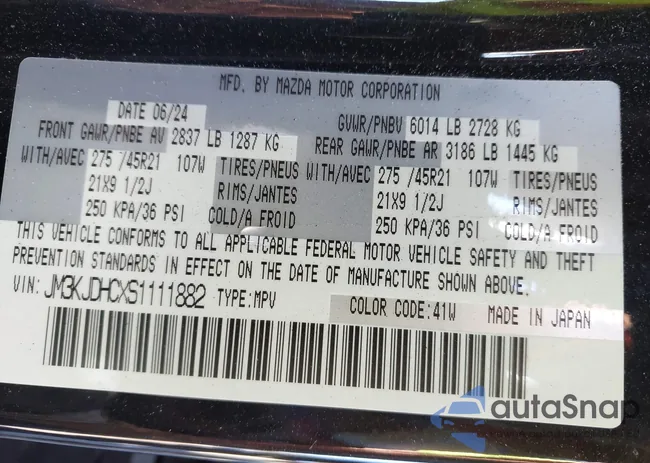 MFD. BY MAZDA MOTOR CORPORATION
DATE 06/24 GVWR/PNBV 6014 LB 2728 KG
FRONT GAWR/PNBE AV 2837 LB 1287 KG REAR GAWR/PNBE AR 3186 LB 1445 KG
WITH/AVEC 275 /45R21 107W TIRES/PNEUS WITH/AVEC 275 /45R21 107W TIRES/PNEUS
21X9 1/2J RIMS/JANTES 21X9 1/2J RIMS/JANTES
250 KPA/36 PSI COLD/A FROID 250 KPA/36 PSI COLD/A FROID
THIS VEHICLE CONFORMS TO ALL APPLICABLE FEDERAL MOTOR VEHICLE SAFETY AND THEFT
PREVENTION STANDARDS IN EFFECT ON THE DATE OF MANUFACTURE SHOWN ABOVE.
VIN: JM3KJDHCXS1111882 TYPE: MPV COLOR CODE: 41W MADE IN JAPAN
autoSnap